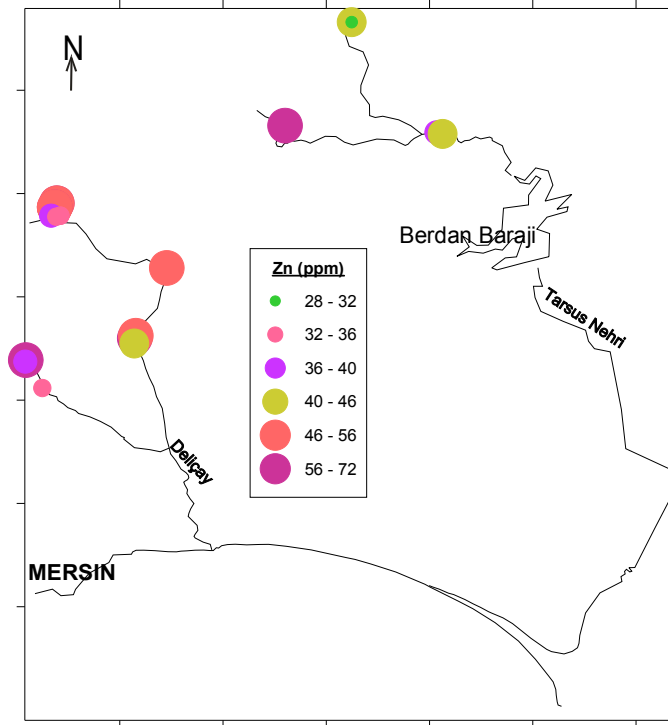 N
Berdan Baraji
Zn (ppm)
28 - 32
32 - 36
36 - 40
40 - 46
46 - 56
56 - 72
Tarsus Nehri
Deliçay
MERSIN